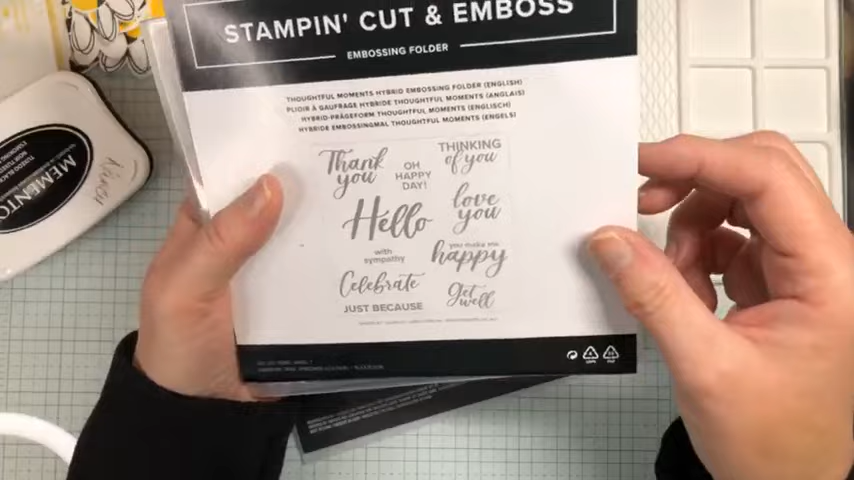 STAMPIN' CUT & EMBOSS
EMBOSSING FOLDER
THOUGHTFUL MOMENTS HYBRID EMBOSSING FOLDER (ENGLISH)
PLIOIR À GAUFRAGE HYBRIDE THOUGHTFUL MOMENTS (ANGLAIS)
HYBRID-PRÄGEFORM THOUGHTFUL MOMENTS (ENGLISCH)
HYBRIDE EMBOSSINGMAL THOUGHTFUL MOMENTS (ENGELS)
Thank you
OH HAPPY DAY!
THINKING of you
Hello
love you
with sympathy
you make me happy
Celebrate
JUST BECAUSE
get well
MEMENTO
TUXEDO BLACK